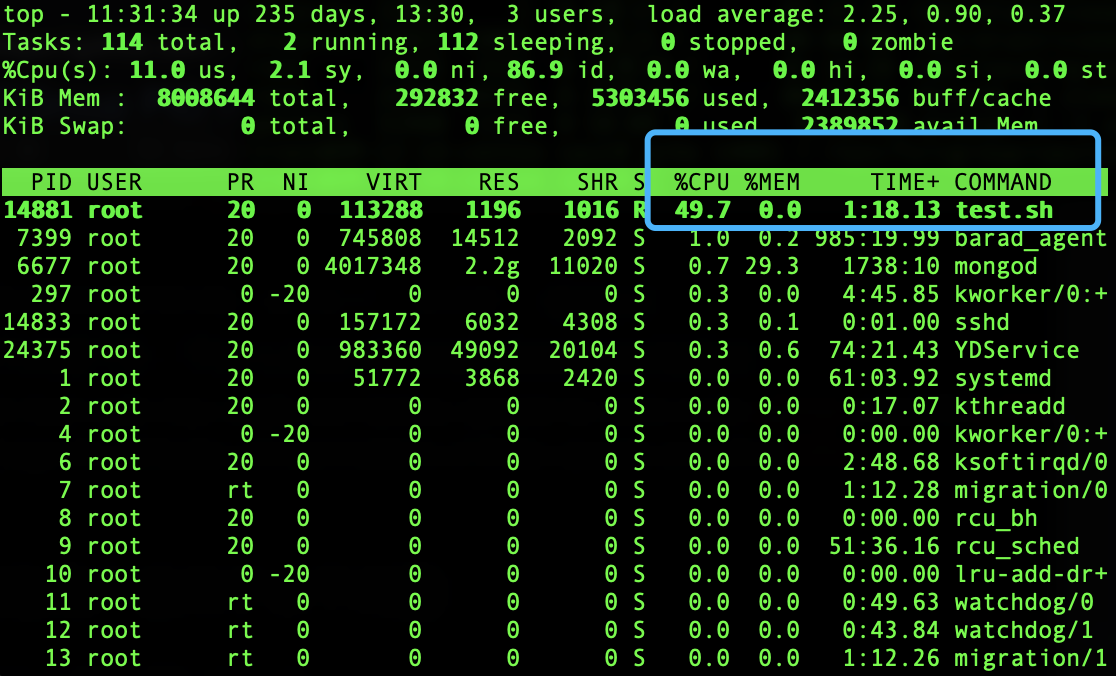 top - 11:31:34 up 235 days, 13:30,  3 users,  load average: 2.25, 0.90, 0.37
Tasks: 114 total,   2 running, 112 sleeping,   0 stopped,   0 zombie
%Cpu(s): 11.0 us,  2.1 sy,  0.0 ni, 86.9 id,  0.0 wa,  0.0 hi,  0.0 si,  0.0 st
KiB Mem :  8008644 total,   292832 free,  5303456 used,  2412356 buff/cache
KiB Swap:        0 total,        0 free,        0 used  2389852 avail Mem
PID USER      PR  NI    VIRT    RES    SHR S  %CPU %MEM     TIME+ COMMAND
14881 root      20   0  113288   1196   1016 R  49.7  0.0   1:18.13 test.sh
7399 root      20   0  745808  14512   2092 S   1.0  0.2 985:19.99 barad_agent
6677 root      20   0 4017348   2.2g  11020 S   0.7 29.3   1738:10 mongod
297 root       0 -20       0      0      0 S   0.3  0.0   4:45.85 kworker/0:+
14833 root      20   0  157172   6032   4308 S   0.3  0.1   0:01.00 sshd
24375 root      20   0  983360  49092  20104 S   0.3  0.6  74:21.43 YDService
1 root      20   0   51772   3868   2420 S   0.0  0.0  61:03.92 systemd
2 root      20   0       0      0      0 S   0.0  0.0   0:17.07 kthreadd
4 root       0 -20       0      0      0 S   0.0  0.0   0:00.00 kworker/0:+
6 root      20   0       0      0      0 S   0.0  0.0   2:48.68 ksoftirqd/0
7 root      rt   0       0      0      0 S   0.0  0.0   1:12.28 migration/0
8 root      20   0       0      0      0 S   0.0  0.0   0:00.00 rcu_bh
9 root      20   0       0      0      0 S   0.0  0.0  51:36.16 rcu_sched
10 root       0 -20       0      0      0 S   0.0  0.0   0:00.00 lru-add-dr+
11 root      rt   0       0      0      0 S   0.0  0.0   0:49.63 watchdog/0
12 root      rt   0       0      0      0 S   0.0  0.0   0:43.84 watchdog/1
13 root      rt   0       0      0      0 S   0.0  0.0   1:12.26 migration/1